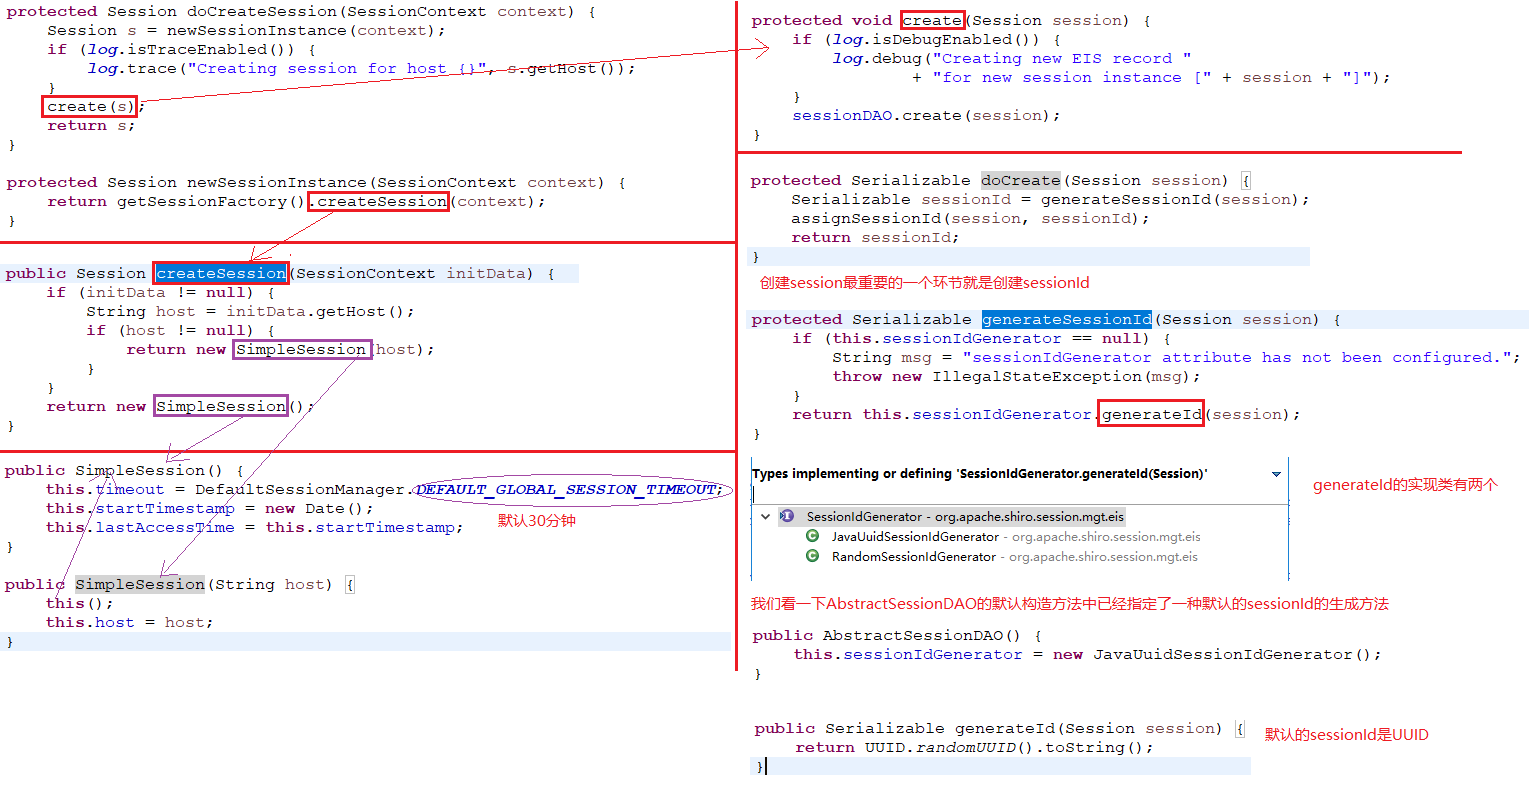 protected Session doCreateSession(SessionContext context) {
    Session s = newSessionInstance(context);
    if (log.isTraceEnabled()) {
        log.trace("Creating session for host {}", s.getHost());
    }
    create(s);
    return s;
}
protected Session newSessionInstance(SessionContext context) {
    return getSessionFactory().createSession(context);
}
public Session createSession(SessionContext initData) {
    if (initData != null) {
        String host = initData.getHost();
        if (host != null) {
            return new SimpleSession(host);
        }
    }
    return new SimpleSession();
}
public SimpleSession() {
    this.timeout = DefaultSessionManager.DEFAULT_GLOBAL_SESSION_TIMEOUT;
    this.startTimestamp = new Date();
    this.lastAccessTime = this.startTimestamp;
默认30分钟
}
public SimpleSession(String host) {
    this();
    this.host = host;
}
protected void create(Session session) {
    if (log.isDebugEnabled()) {
        log.debug("Creating new EIS record "
                + "for new session instance [" + session + "]");
    }
    sessionDAO.create(session);
}
protected Serializable doCreate(Session session) {
    Serializable sessionId = generateSessionId(session);
    assignSessionId(session, sessionId);
    return sessionId;
}
创建session最重要的一个环节就是创建sessionId
protected Serializable generateSessionId(Session session) {
    if (this.sessionIdGenerator == null) {
        String msg = "sessionIdGenerator attribute has not been configured.";
        throw new IllegalStateException(msg);
    }
    return this.sessionIdGenerator.generateId(session);
}
Types implementing or defining 'SessionIdGenerator.generateId(Session)'
generateId的实现类有两个
SessionIdGenerator - org.apache.shiro.session.mgt.eis
JavaUuidSessionIdGenerator - org.apache.shiro.session.mgt.eis
RandomSessionIdGenerator - org.apache.shiro.session.mgt.eis
我们看一下AbstractSessionDAO的默认构造方法中已经指定了一种默认的sessionId的生成方法
public AbstractSessionDAO() {
    this.sessionIdGenerator = new JavaUuidSessionIdGenerator();
}
public Serializable generateId(Session session) {
    return UUID.randomUUID().toString();
}
默认的sessionId是UUID